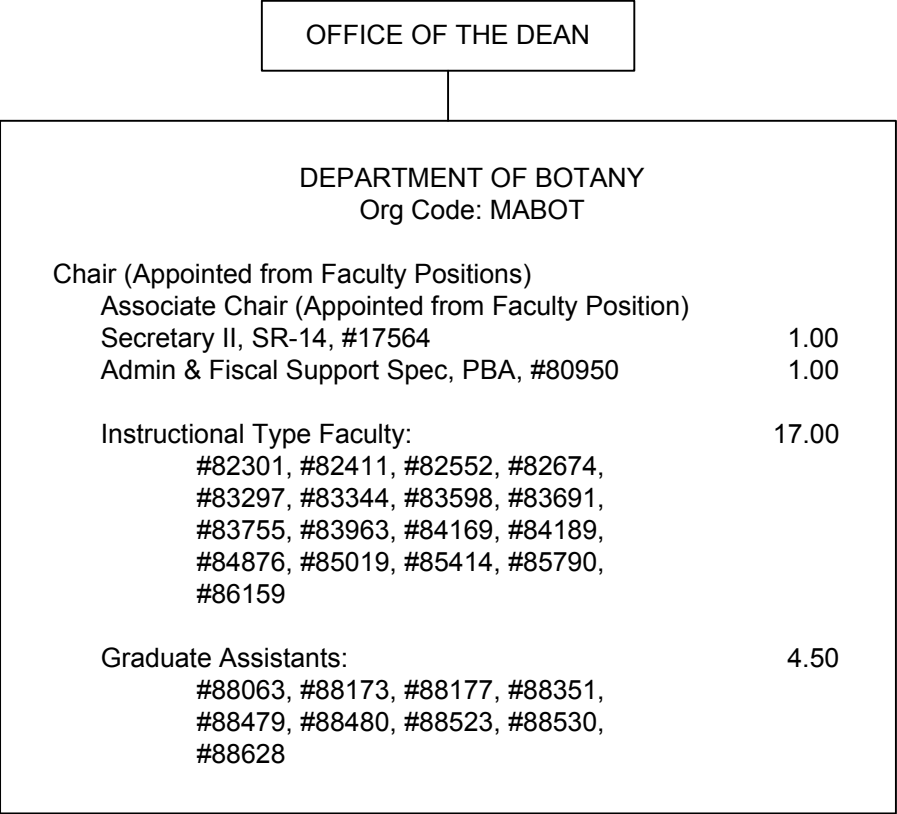 OFFICE OF THE DEAN
DEPARTMENT OF BOTANY
Org Code: MABOT
Chair (Appointed from Faculty Positions)
Associate Chair (Appointed from Faculty Position)
Secretary II, SR-14, #17564 1.00
Admin & Fiscal Support Spec, PBA, #80950 1.00
Instructional Type Faculty: 17.00
#82301, #82411, #82552, #82674,
#83297, #83344, #83598, #83691,
#83755, #83963, #84169, #84189,
#84876, #85019, #85414, #85790,
#86159
Graduate Assistants: 4.50
#88063, #88173, #88177, #88351,
#88479, #88480, #88523, #88530,
#88628